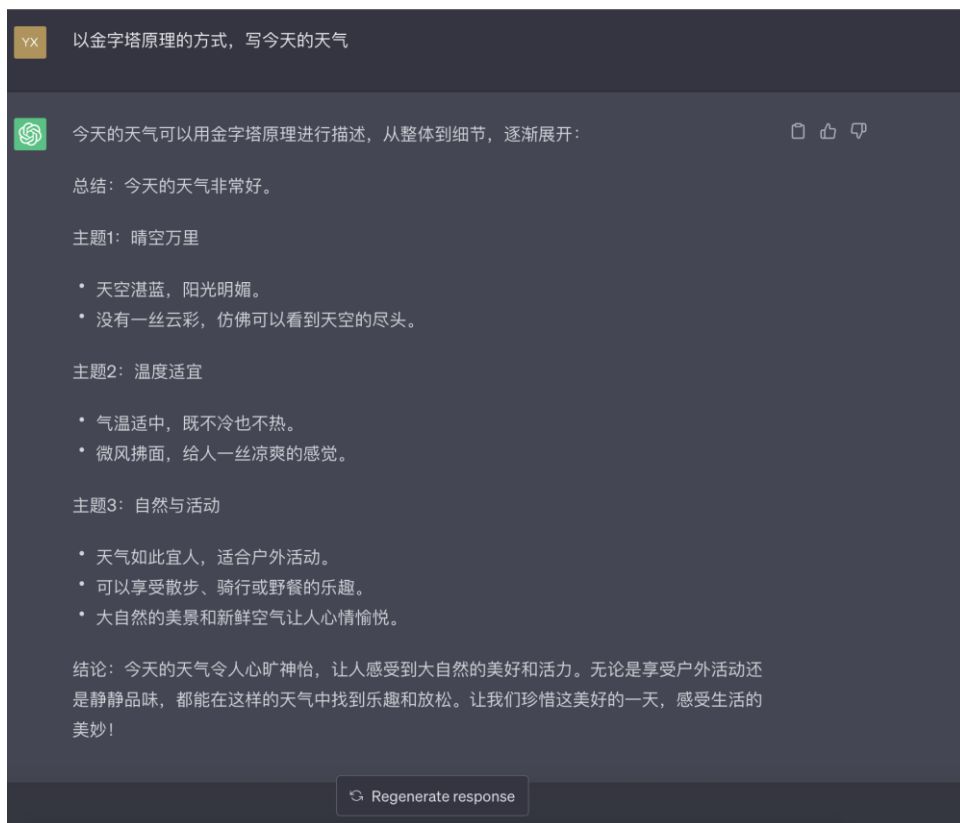 YX
以金字塔原理的方式，写今天的天气
今天的天气可以用金字塔原理进行描述，从整体到细节，逐渐展开：
总结：今天的天气非常好。
主题1：晴空万里
• 天空湛蓝，阳光明媚。
• 没有一丝云彩，仿佛可以看到天空的尽头。
主题2：温度适宜
• 气温适中，既不冷也不热。
• 微风拂面，给人一丝凉爽的感觉。
主题3：自然与活动
• 天气如此宜人，适合户外活动。
• 可以享受散步、骑行或野餐的乐趣。
• 大自然的美景和新鲜空气让人心情愉悦。
结论：今天的天气令人心旷神怡，让人感受到大自然的美好和活力。无论是享受户外活动还
是静静品味，都能在这样的天气中找到乐趣和放松。让我们珍惜这美好的一天，感受生活的
美妙！
Regenerate response